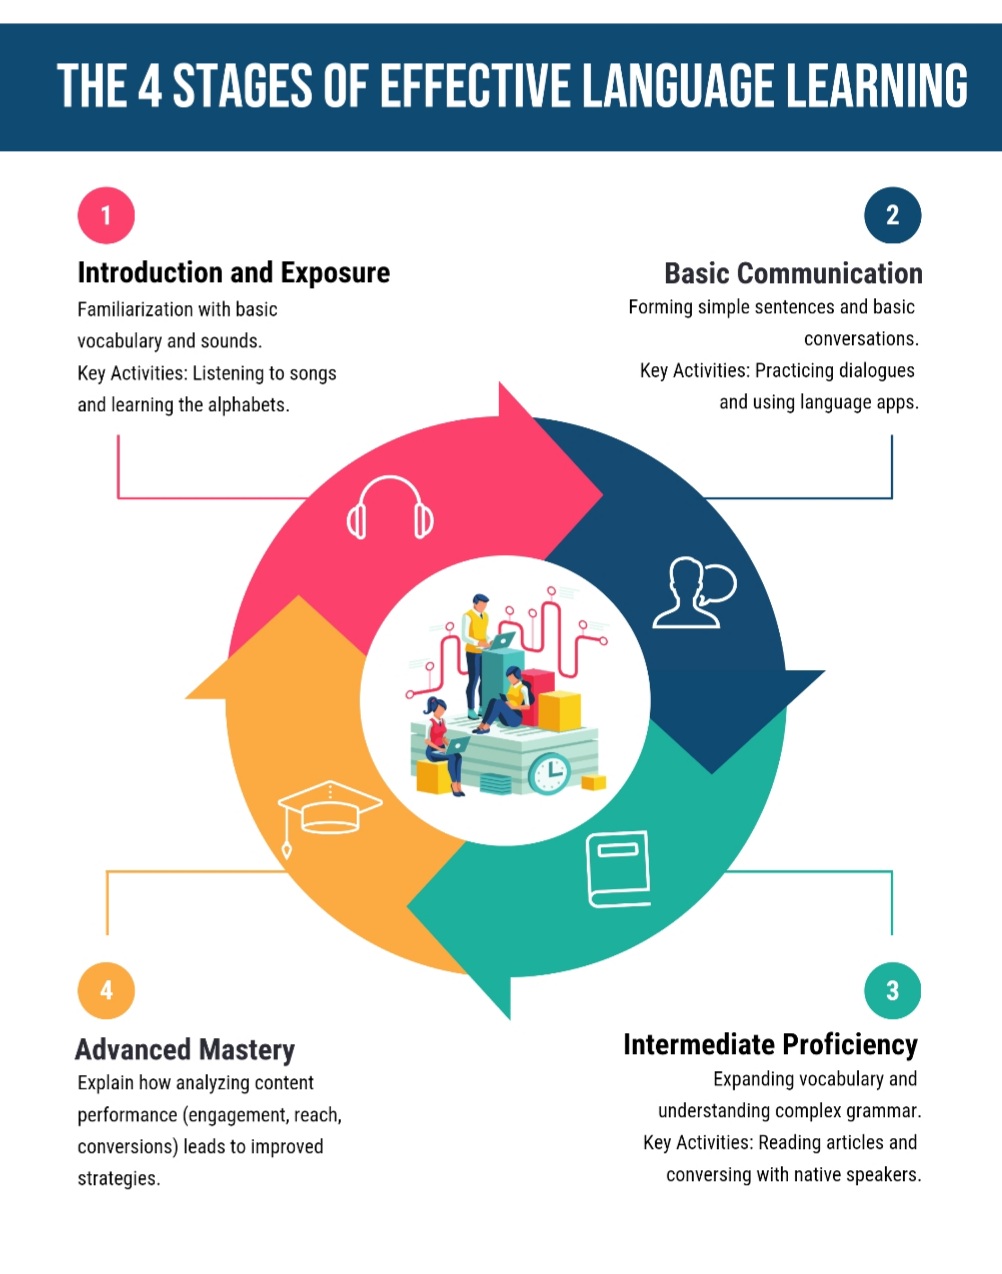 THE 4 STAGES OF EFFECTIVE LANGUAGE LEARNING
1
Introduction and Exposure
Familiarization with basic
vocabulary and sounds.
Key Activities: Listening to songs
and learning the alphabets.
2
Basic Communication
Forming simple sentences and basic
conversations.
Key Activities: Practicing dialogues
and using language apps.
4
Advanced Mastery
Explain how analyzing content
performance (engagement, reach,
conversions) leads to improved
strategies.
3
Intermediate Proficiency
Expanding vocabulary and
understanding complex grammar.
Key Activities: Reading articles and
conversing with native speakers.